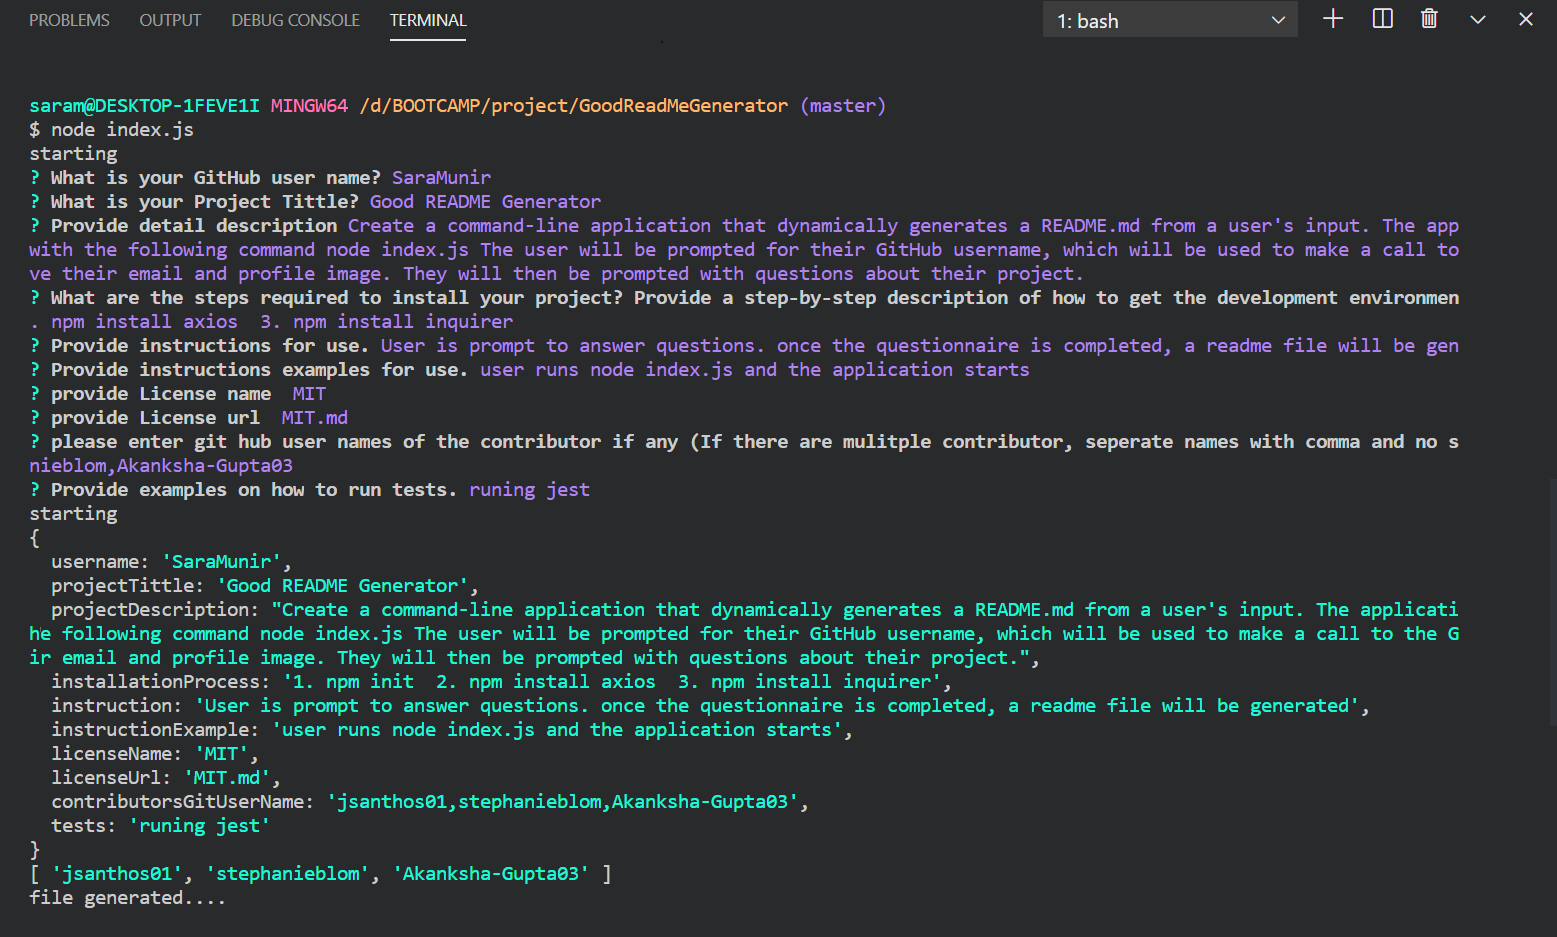 PROBLEMS OUTPUT DEBUG CONSOLE TERMINAL 1: bash
saram@DESKTOP-1FEVE1I MINGW64 /d/BOOTCAMP/project/GoodReadMeGenerator (master)
$ node index.js
starting
? What is your GitHub user name? SaraMunir
? What is your Project Tittle? Good README Generator
? Provide detail description Create a command-line application that dynamically generates a README.md from a user's input. The app
with the following command node index.js The user will be prompted for their GitHub username, which will be used to make a call to
ve their email and profile image. They will then be prompted with questions about their project.
? What are the steps required to install your project? Provide a step-by-step description of how to get the development environmen
. npm install axios  3. npm install inquirer
? Provide instructions for use. User is prompt to answer questions. once the questionnaire is completed, a readme file will be gen
? Provide instructions examples for use. user runs node index.js and the application starts
? provide License name  MIT
? provide License url  MIT.md
? please enter git hub user names of the contributor if any (If there are mulitple contributor, seperate names with comma and no s
nieblom,Akanksha-Gupta03
? Provide examples on how to run tests. runing jest
starting
{
  username: 'SaraMunir',
  projectTittle: 'Good README Generator',
  projectDescription: "Create a command-line application that dynamically generates a README.md from a user's input. The applicati
he following command node index.js The user will be prompted for their GitHub username, which will be used to make a call to the G
ir email and profile image. They will then be prompted with questions about their project.",
  installationProcess: '1. npm init  2. npm install axios  3. npm install inquirer',
  instruction: 'User is prompt to answer questions. once the questionnaire is completed, a readme file will be generated',
  instructionExample: 'user runs node index.js and the application starts',
  licenseName: 'MIT',
  licenseUrl: 'MIT.md',
  contributorsGitUserName: 'jsanthos01,stephanieblom,Akanksha-Gupta03',
  tests: 'runing jest'
}
[ 'jsanthos01', 'stephanieblom', 'Akanksha-Gupta03' ]
file generated....